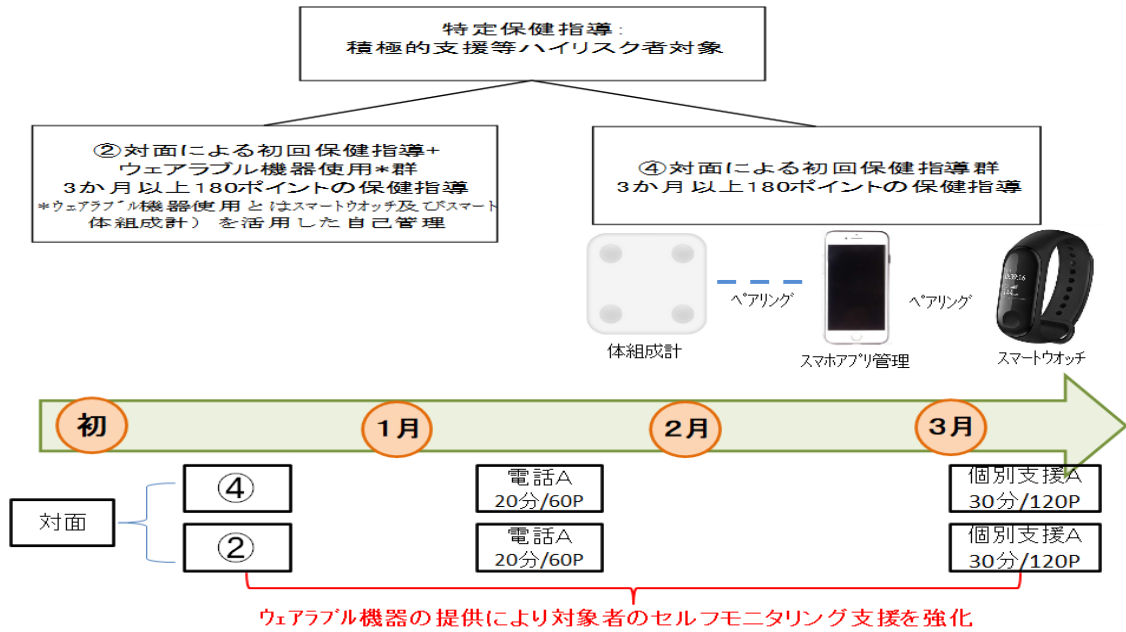 特定保健指導:
積極的支援等ハイリスク者対象
②対面による初回保健指導+
ウェアラブル機器使用*群
3か月以上180ポイントの保健指導
*ウェアラブル機器使用とはスマートウオッチ及びスマート
体組成計）を活用した自己管理
④対面による初回保健指導群
3か月以上180ポイントの保健指導
ペアリング
ペアリング
体組成計
スマホアプリ管理
スマートウオッチ
初
1月
2月
3月
対面
④
電話A
20分/60P
個別支援A
30分/120P
②
電話A
20分/60P
個別支援A
30分/120P
ウェアラブル機器の提供により対象者のセルフモニタリング支援を強化